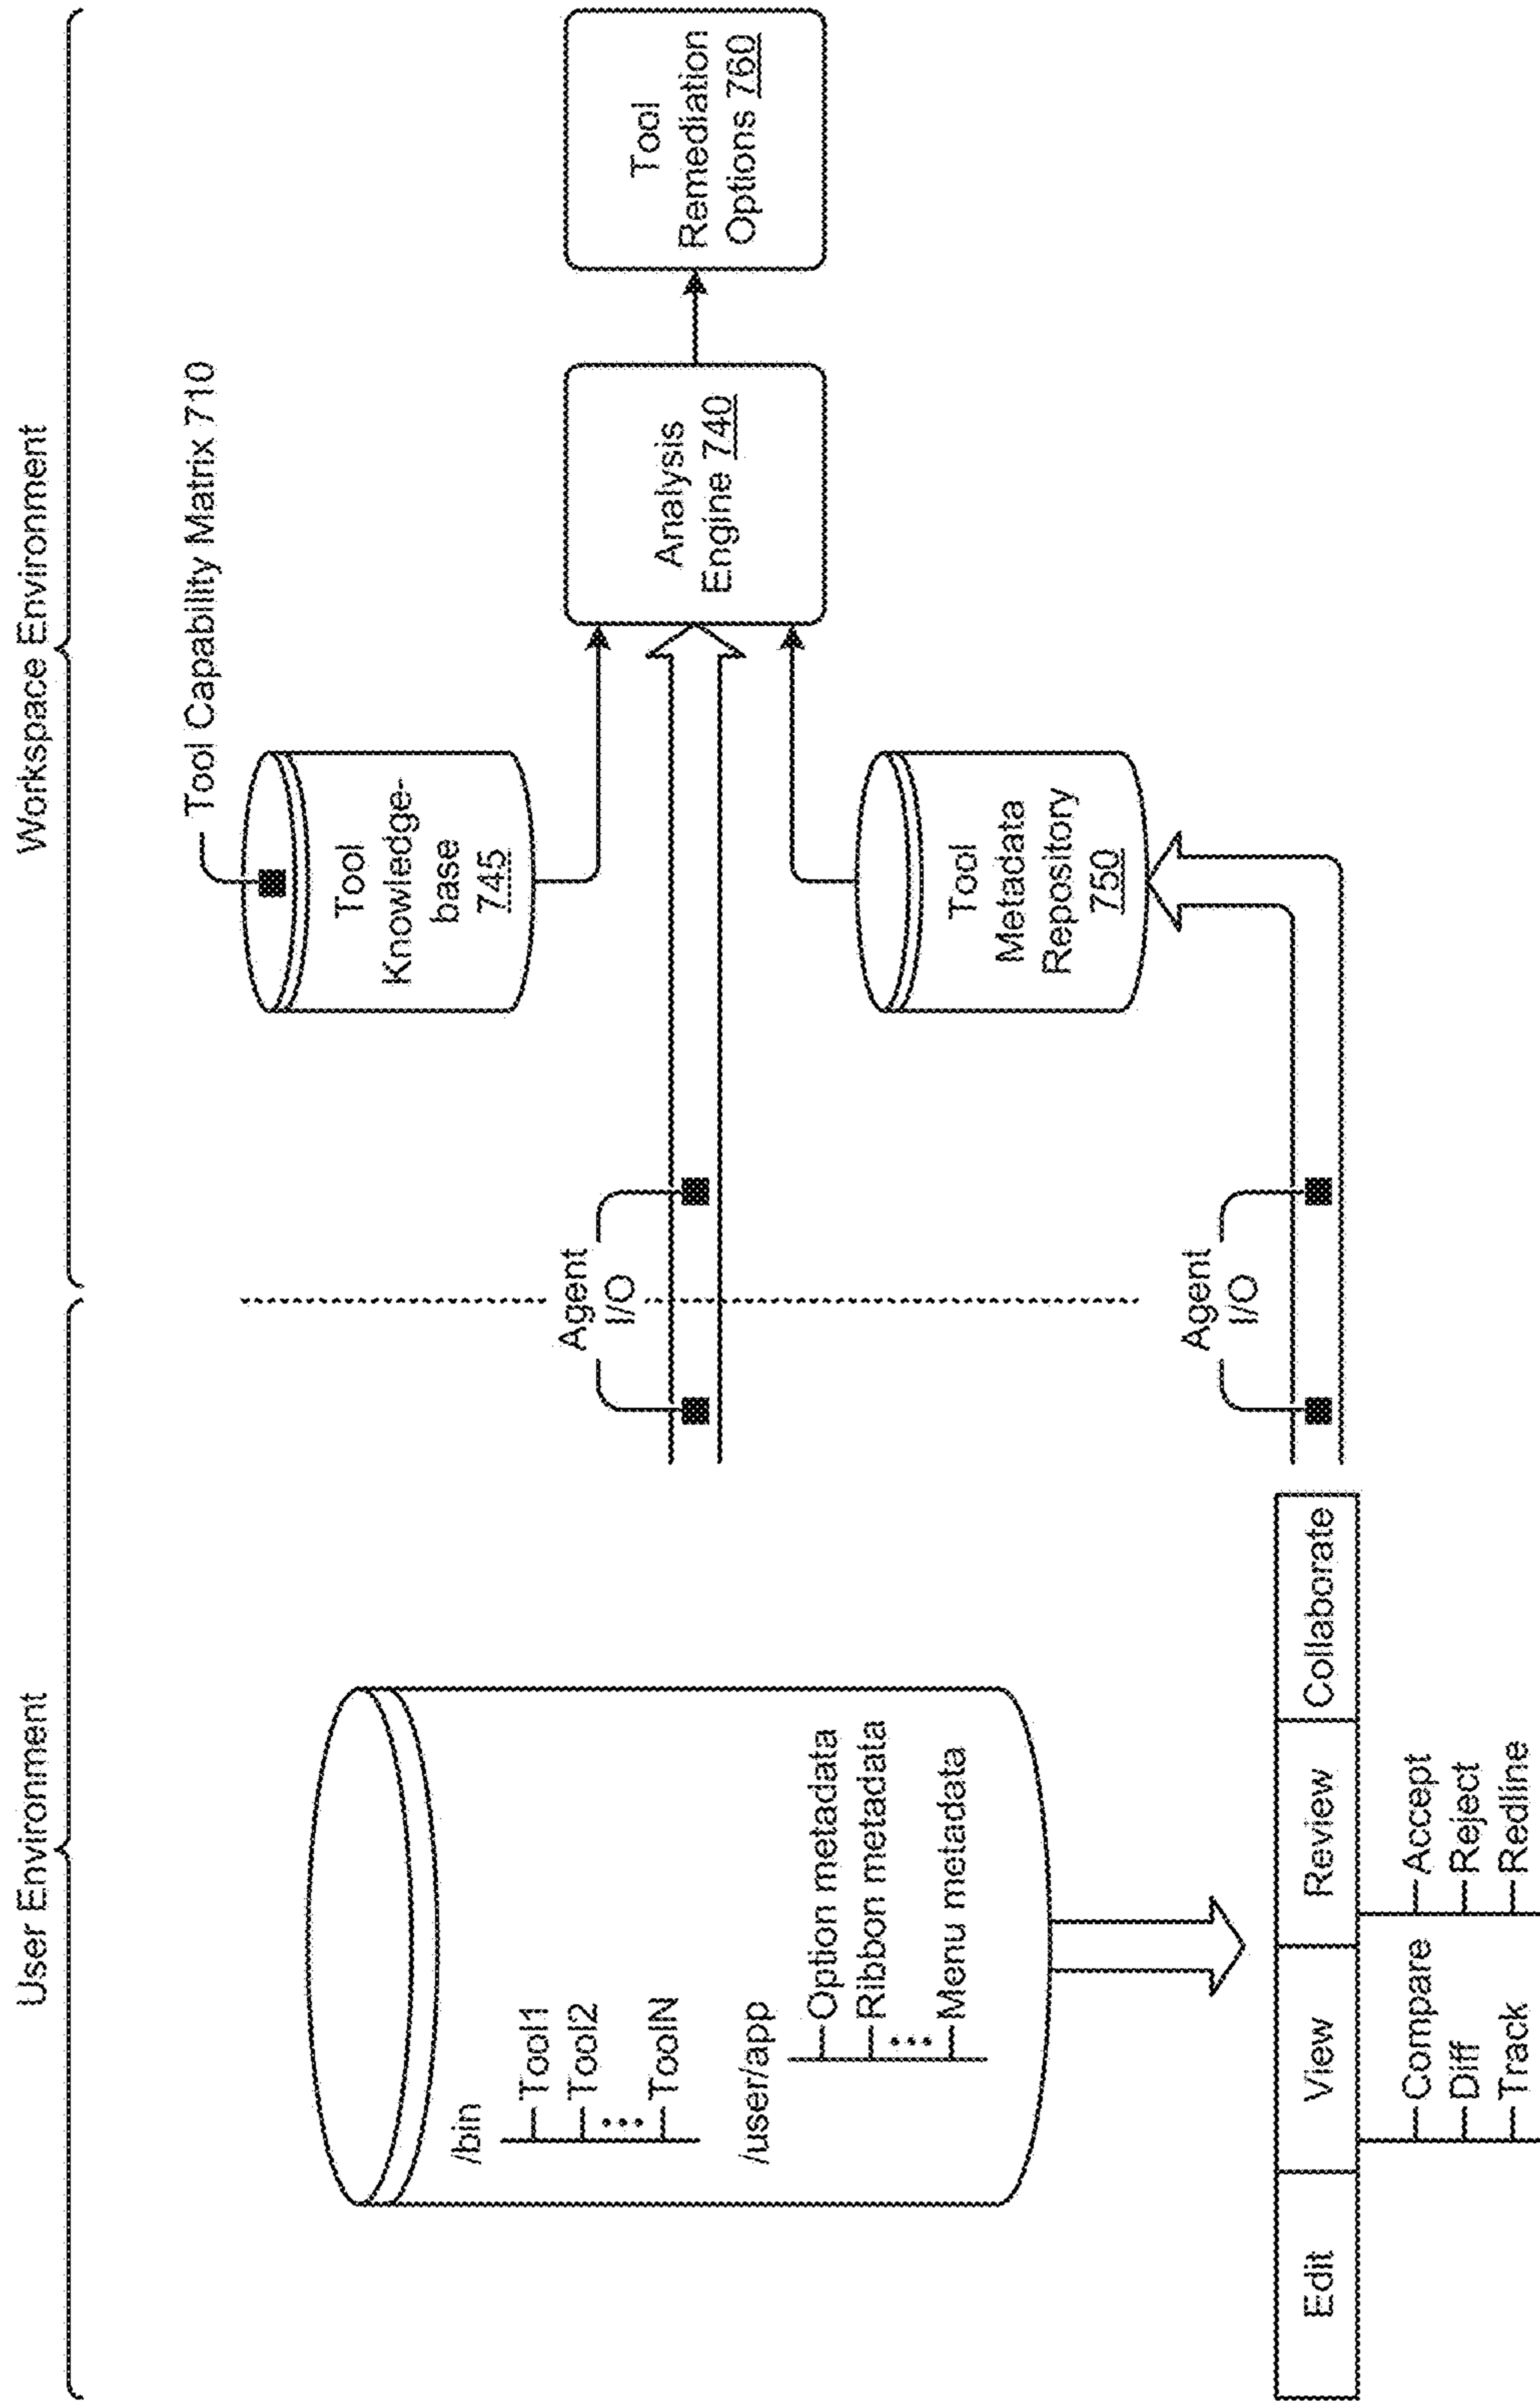 User Environment
Workspace Environment
/bin
Tool1
Tool2
ToolN
/user/app
Option metadata
Ribbon metadata
Menu metadata
Edit
View
Review
Collaborate
Compare
Diff
Track
Accept
Reject
Redline
Agent
I/O
Agent
I/O
Tool Capability Matrix 710
Tool
Knowledge-
base
745
Tool
Metadata
Repository
750
Analysis
Engine 740
Tool
Remediation
Options 760